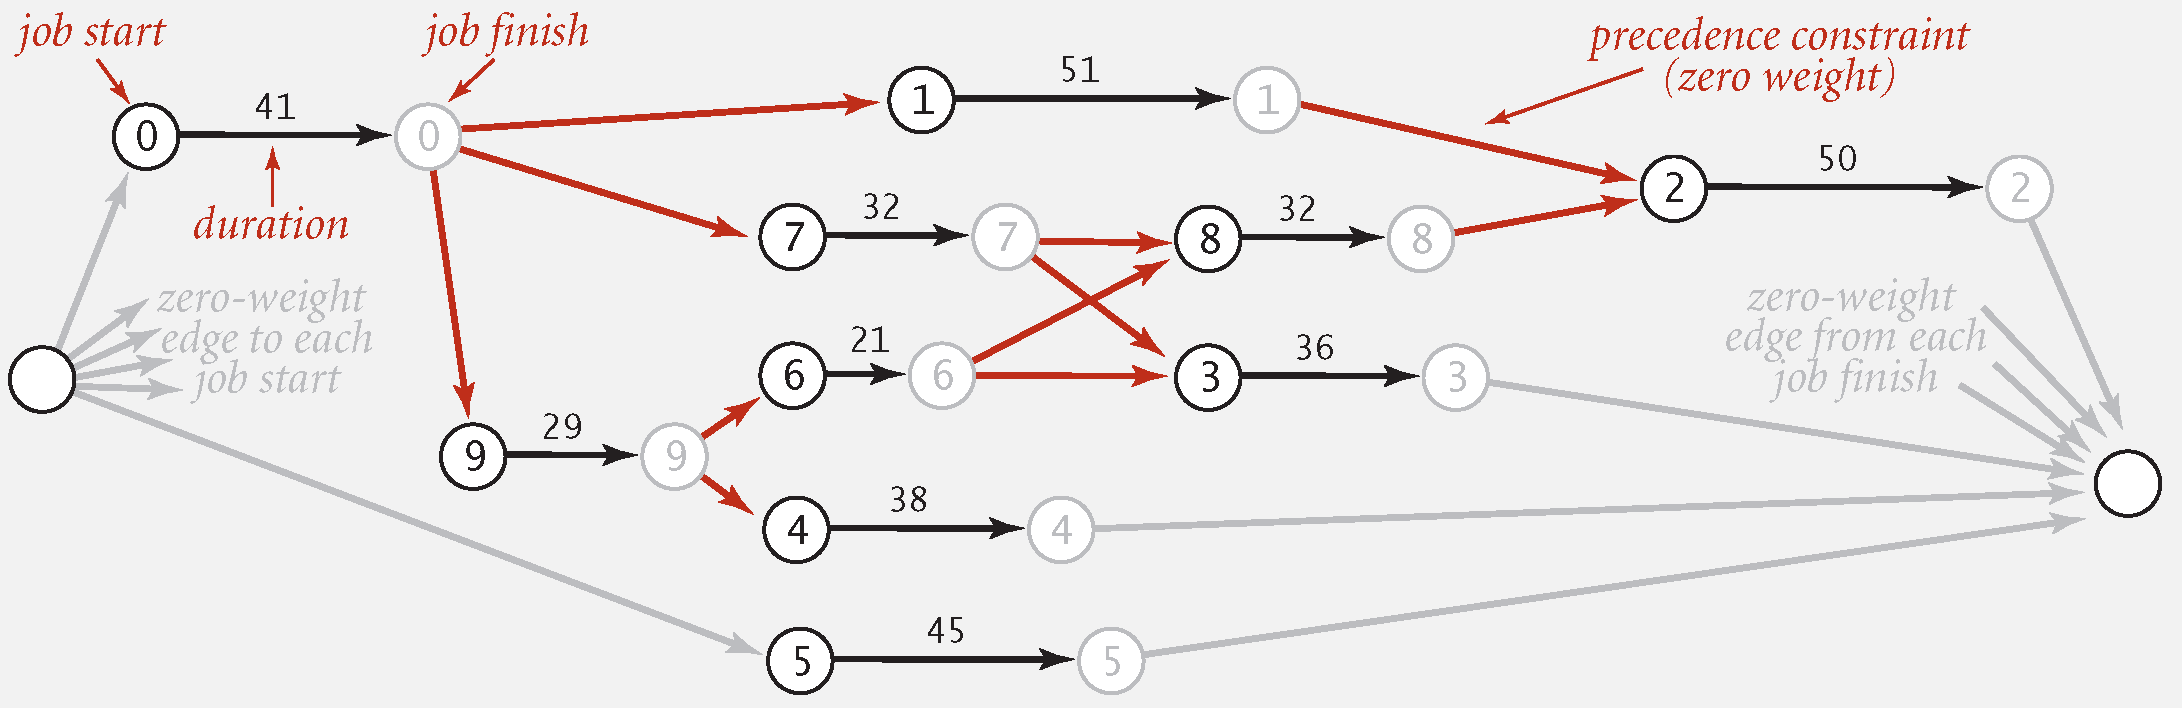 job start
job finish
precedence constraint
(zero weight)
41
51
0
0
1
1
50
2
2
duration
32
32
7
7
8
8
zero-weight
edge to each
job start
zero-weight
edge from each
job finish
21
36
6
6
3
3
29
9
9
38
4
4
45
5
5